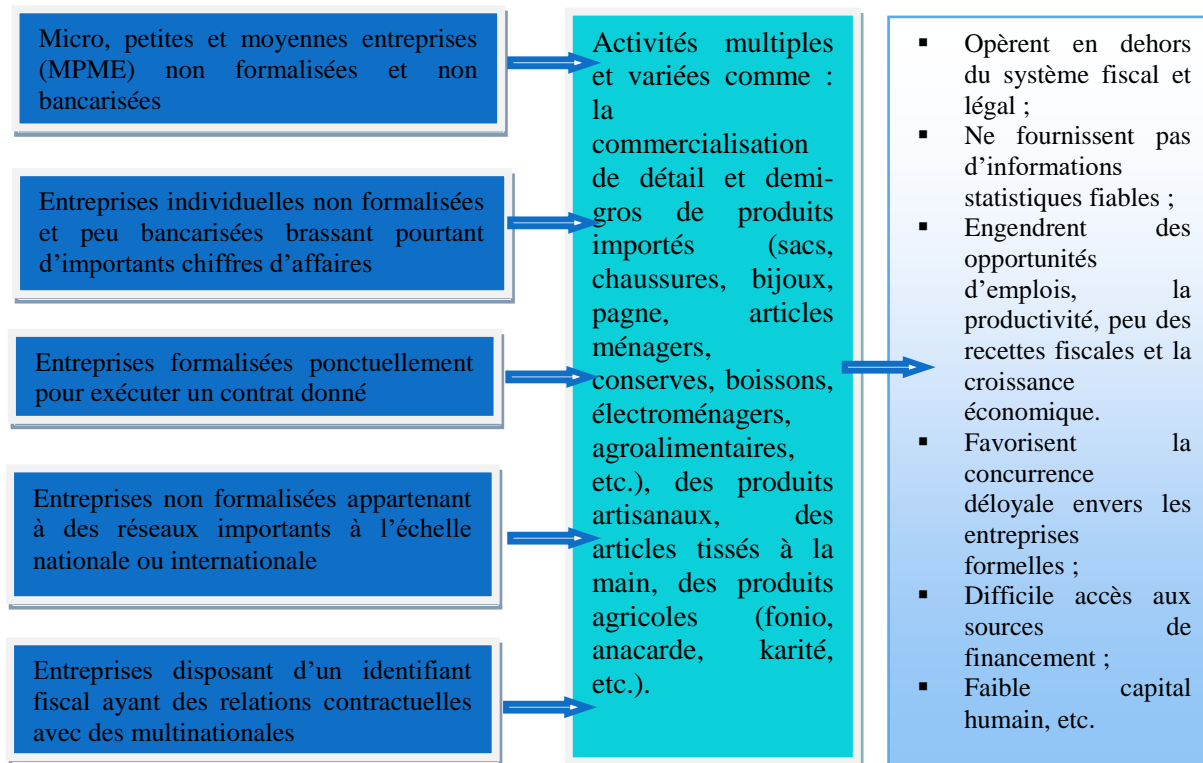 Micro, petites et moyennes entreprises
(MPME) non formalisées et non
bancarisées
Entreprises individuelles non formalisées
et peu bancarisées brassant pourtant
d’importants chiffres d’affaires
Entreprises formalisées ponctuellement
pour exécuter un contrat donné
Entreprises non formalisées appartenant
à des réseaux importants à l’échelle
nationale ou internationale
Entreprises disposant d’un identifiant
fiscal ayant des relations contractuelles
avec des multinationales
Activités multiples
et variées comme :
la
commercialisation
de détail et demi-
gros de produits
importés (sacs,
chaussures, bijoux,
pagne, articles
ménagers,
conserves, boissons,
électroménagers,
agroalimentaires,
etc.), des produits
artisanaux, des
articles tissés à la
main, des produits
agricoles (fonio,
anacarde, karité,
etc.).
▪ Opèrent en dehors
du système fiscal et
légal ;
▪ Ne fournissent pas
d’informations
statistiques fiables ;
▪ Engendrent des
opportunités
d’emplois, la
productivité, peu des
recettes fiscales et la
croissance
économique.
▪ Favorisent la
concurrence
déloyale envers les
entreprises
formelles ;
▪ Difficile accès aux
sources de
financement ;
▪ Faible capital
humain, etc.